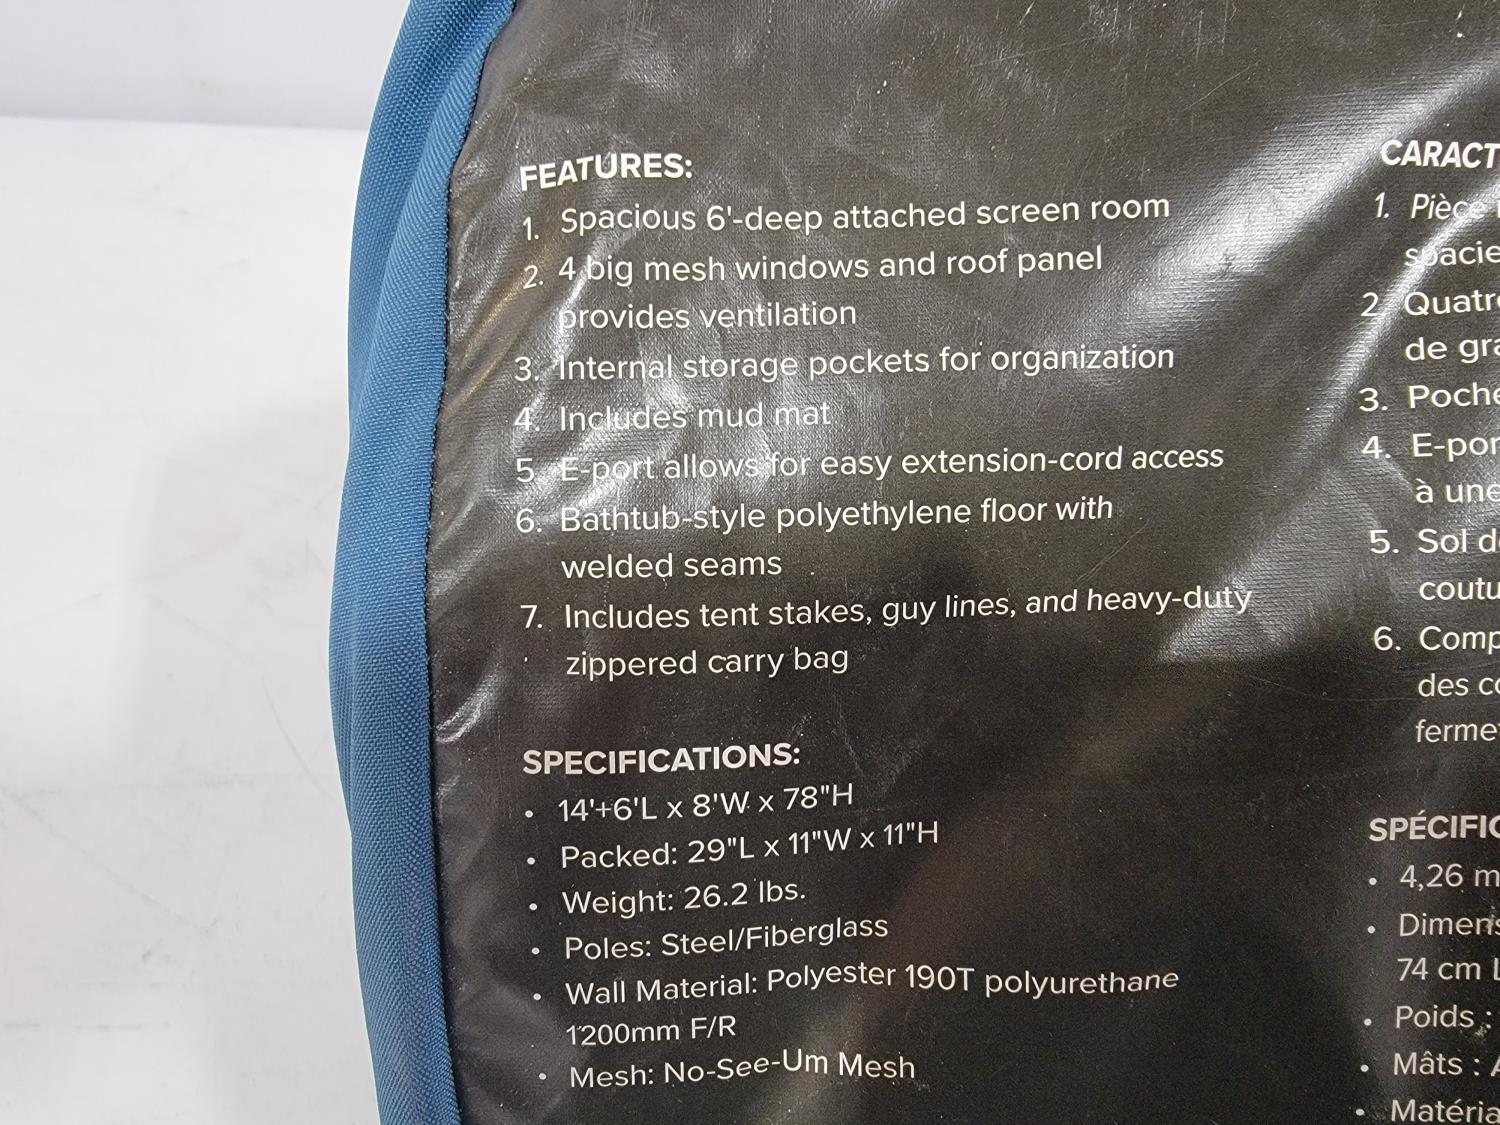 FEATURES:
1. Spacious 6'-deep attached screen room
2. 4 big mesh windows and roof panel
provides ventilation
3. Internal storage pockets for organization
4. Includes mud mat
5. E-port allows for easy extension-cord access
6. Bathtub-style polyethylene floor with
welded seams
7. Includes tent stakes, guy lines, and heavy-duty
zippered carry bag
SPECIFICATIONS:
• 14'+6'L x 8'W x 78"H
• Packed: 29"L x 11"W x 11"H
• Weight: 26.2 lbs.
• Poles: Steel/Fiberglass
• Wall Material: Polyester 190T polyurethane
1200mm F/R
• Mesh: No-See-Um Mesh
CARACT
1. Pièce
spacie
2 Quatr
de gra
3. Poche
4. E-por
à une
5. Sol d
coutu
6. Comp
des co
ferme
SPÉCIFIC
• 4,26 m
• Dimens
74 cm L
• Poids :
• Mâts : A
• Matéria